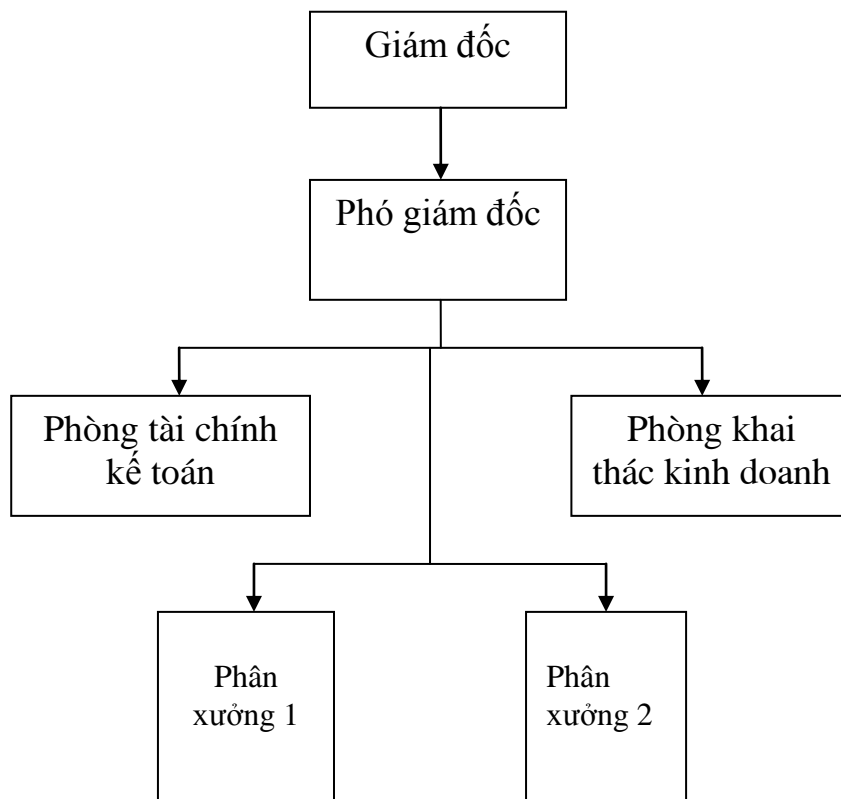 Giám đốc
Phó giám đốc
Phòng tài chính
kế toán
Phòng khai
thác kinh doanh
Phân
xưởng 1
Phân
xưởng 2